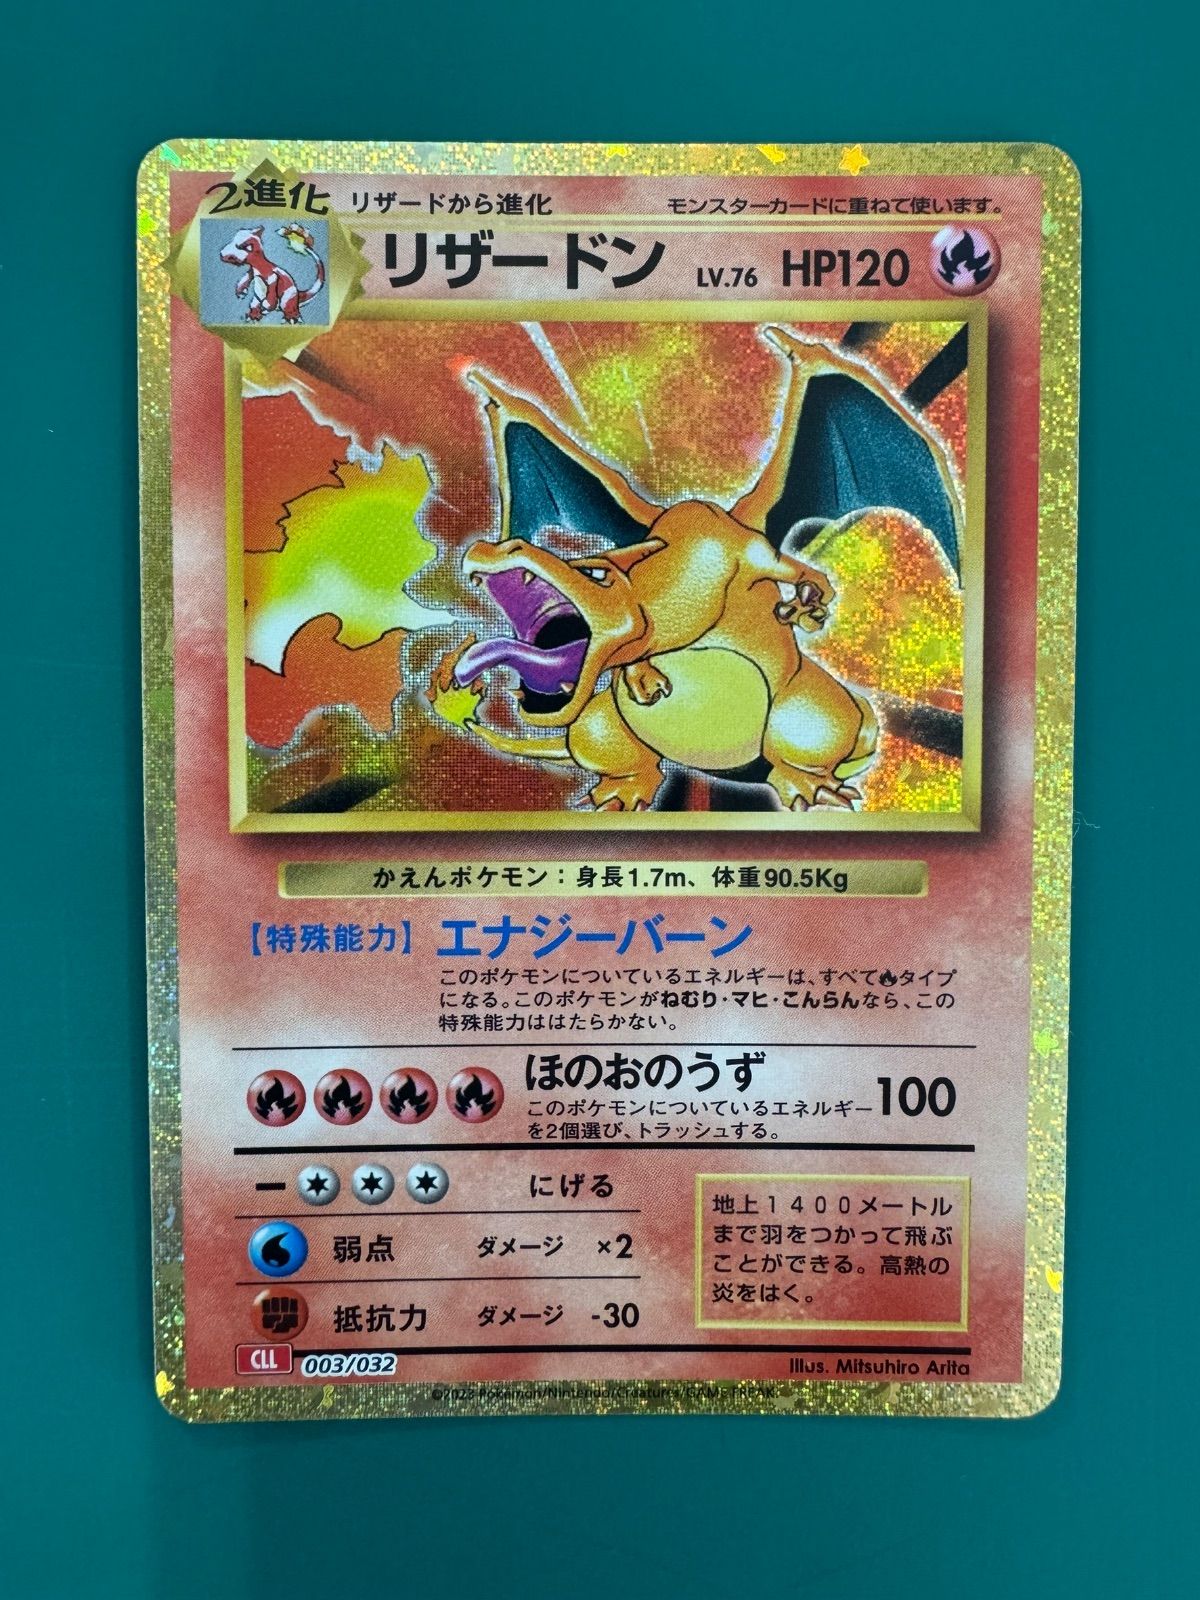 2進化
リザードから進化
モンスターカードに重ねて使います。
リザードン LV.76 HP120
かえんポケモン：身長1.7m、体重90.5Kg
【特殊能力】 エナジーバーン
このポケモンについているエネルギーは、すべてタイプ
になる。このポケモンがねむり・マヒ・こんらんなら、この
特殊能力ははたらかない。
ほのおのうず 100
このポケモンについているエネルギー
を2個選び、トラッシュする。
にげる
弱点 ダメージ ×2
抵抗力 ダメージ -30
地上１４００メートル
まで羽をつかって飛ぶ
ことができる。高熱の
炎をはく。
CLL 003/032
Illus. Mitsuhiro Arita
©2023 Pokémon/Nintendo/Creatures/GAME FREAK.